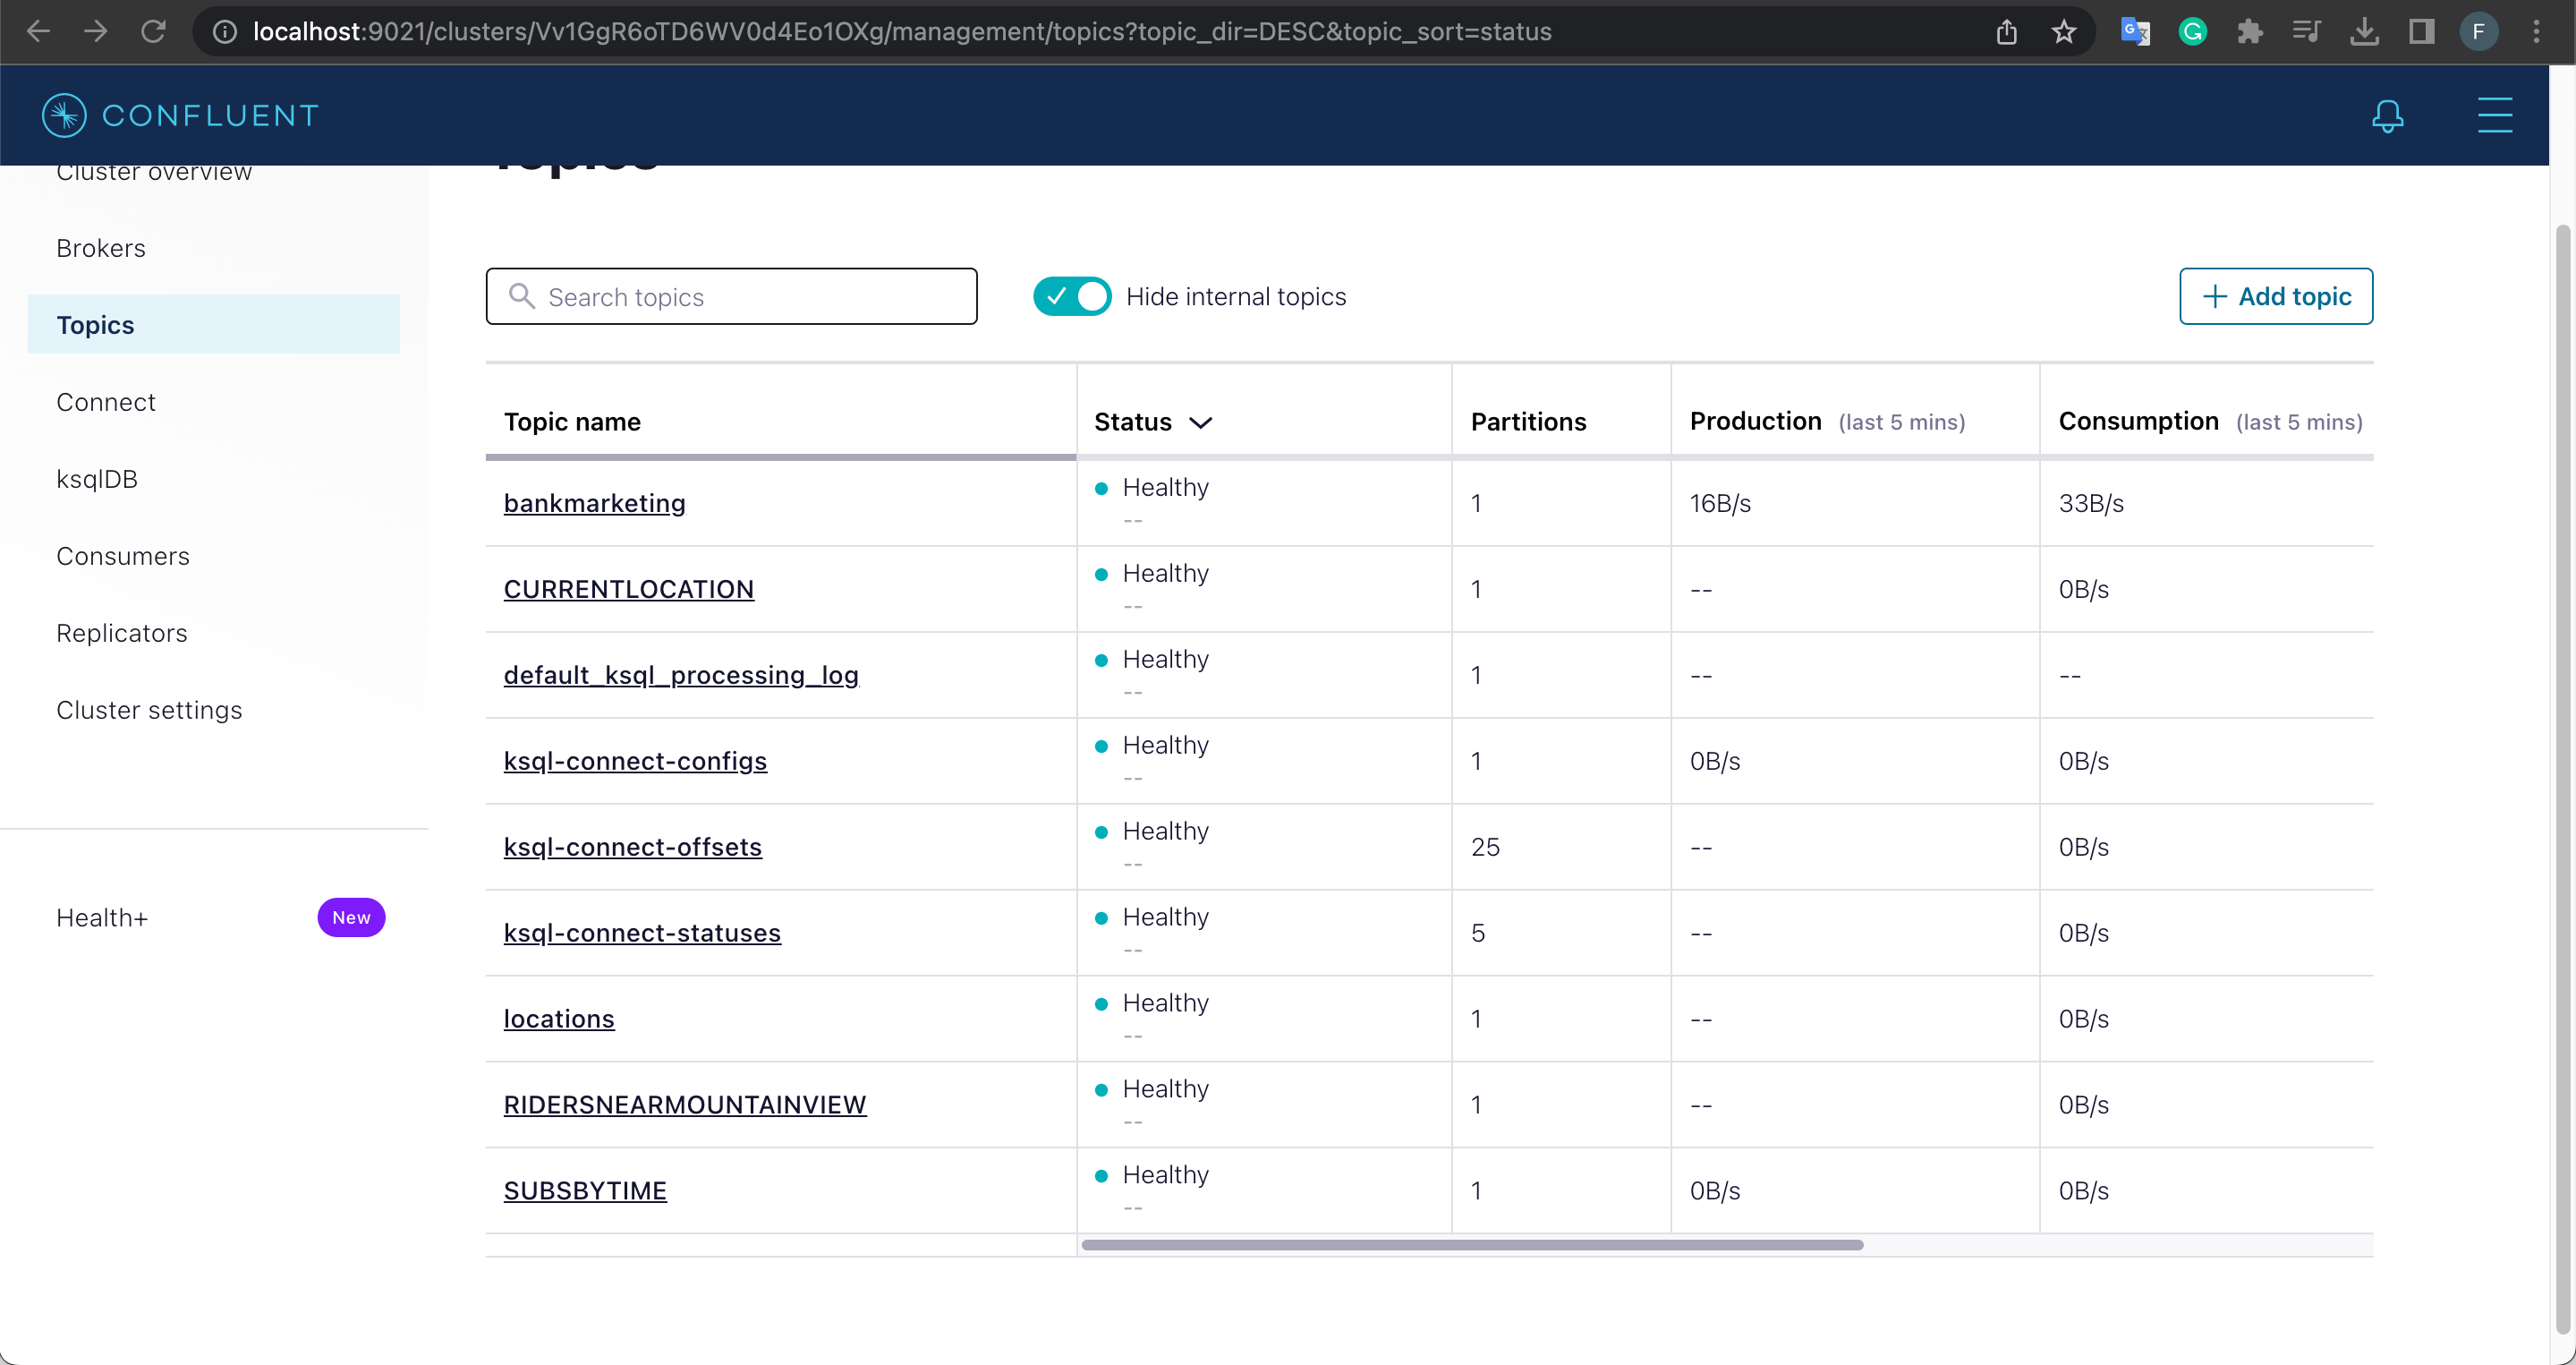 localhost:9021/clusters/Vv1GgR6oTD6WV0d4Eo1OXg/management/topics?topic_dir=DESC&topic_sort=status
F
CONFLUENT
Cluster overview
Topics
Brokers
Topics
Connect
ksqlDB
Consumers
Replicators
Cluster settings
Health+ New
Search topics
Hide internal topics
Add topic
Topic name Status Partitions Production (last 5 mins) Consumption (last 5 mins)
bankmarketing Healthy -- 1 16B/s 33B/s
CURRENTLOCATION Healthy -- 1 -- 0B/s
default_ksql_processing_log Healthy -- 1 -- --
ksql-connect-configs Healthy -- 1 0B/s 0B/s
ksql-connect-offsets Healthy -- 25 -- 0B/s
ksql-connect-statuses Healthy -- 5 -- 0B/s
locations Healthy -- 1 -- 0B/s
RIDERSNEARMOUNTAINVIEW Healthy -- 1 -- 0B/s
SUBSBYTIME Healthy -- 1 0B/s 0B/s